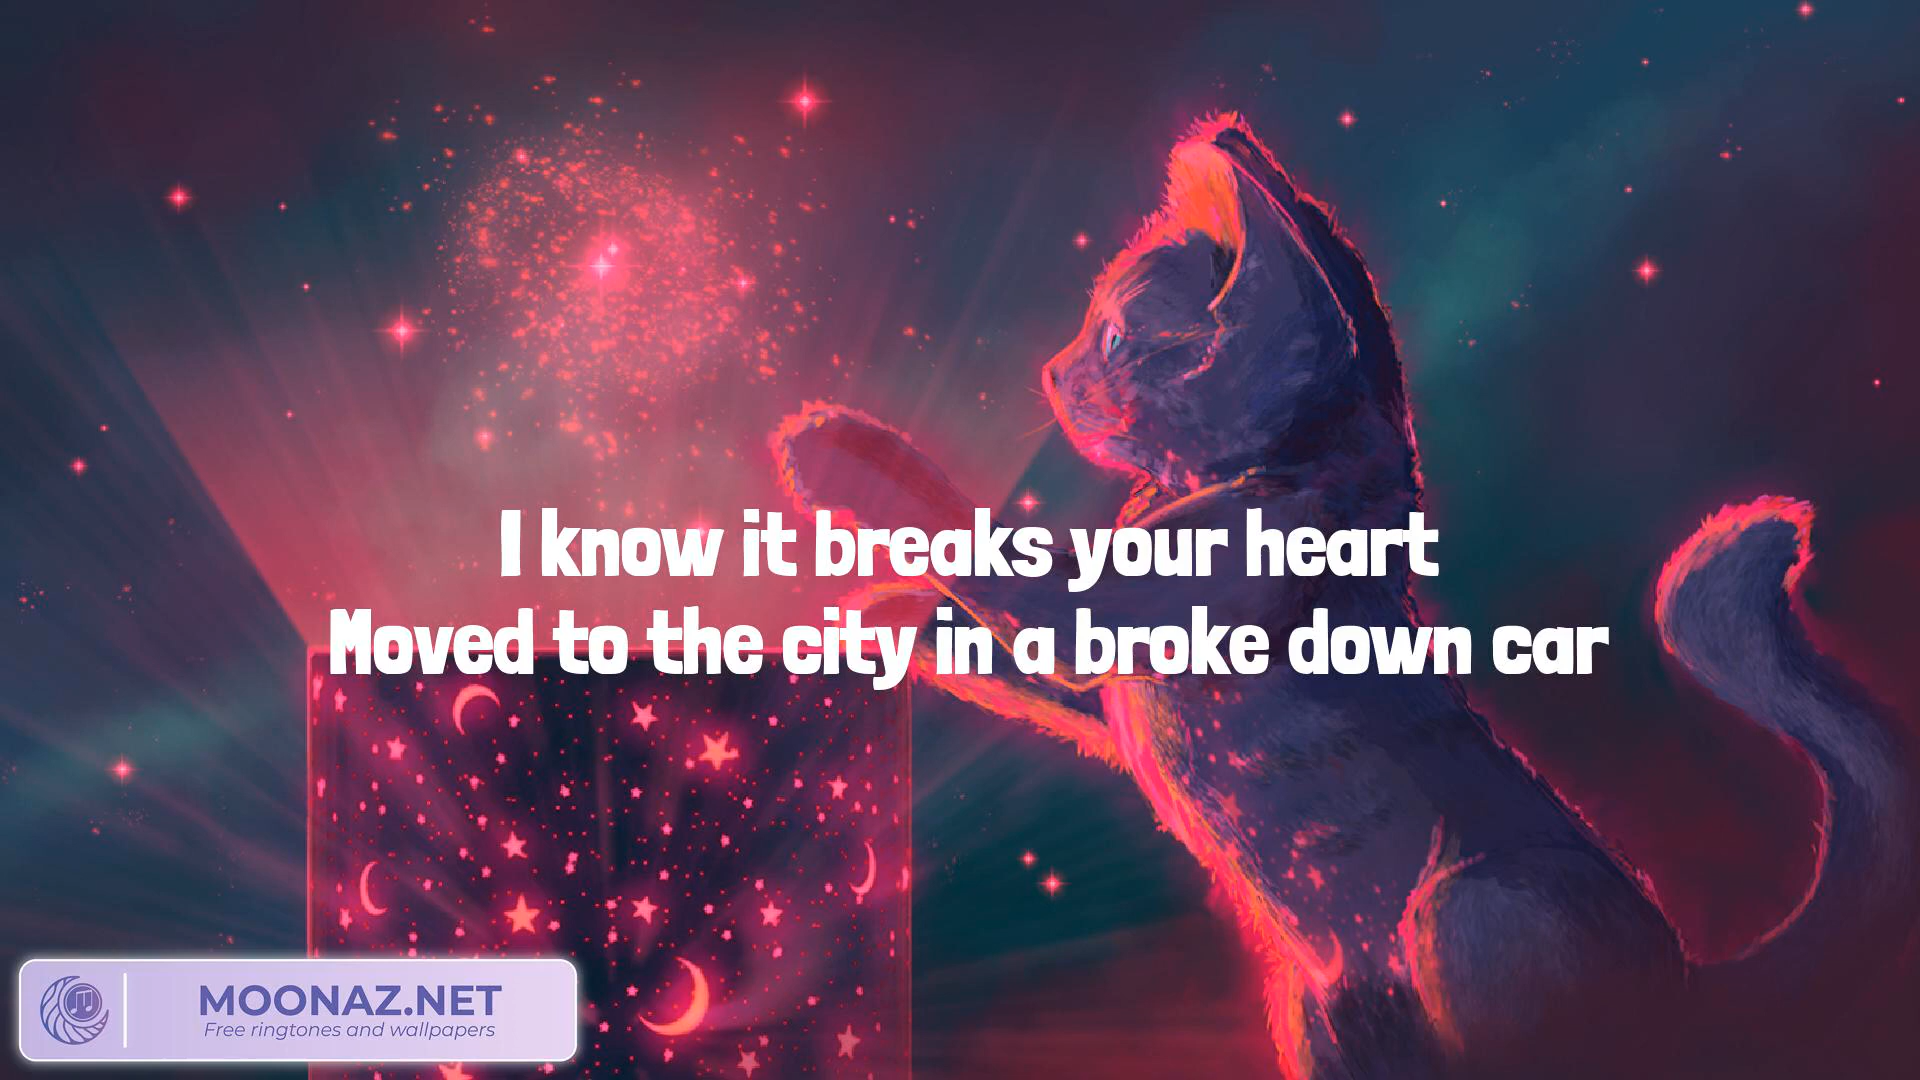 I know it breaks your heart
Moved to the city in a broke down car
MOONAZ.NET
Free ringtones and wallpapers